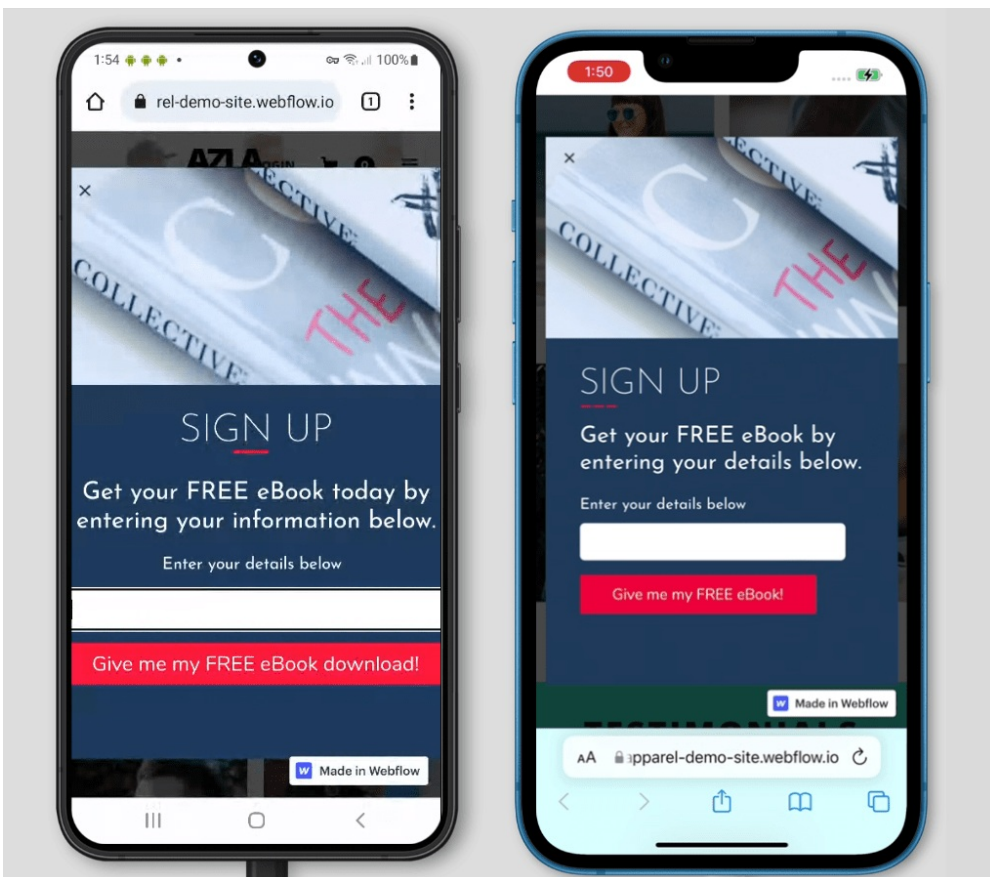 1:54
100%
rel-demo-site.webflow.io
1
COLLECTIVE
C
COLLECTIVE
THE
SIGN UP
Get your FREE eBook today by
entering your information below.
Enter your details below
Give me my FREE eBook download!
Made in Webflow
1:50
COLLECTIVE
C
COLLECTIVE
THE
SIGN UP
Get your FREE eBook by
entering your details below.
Enter your details below
Give me my FREE eBook!
Made in Webflow
TESTIMONIALS
AA apparel-demo-site.webflow.io